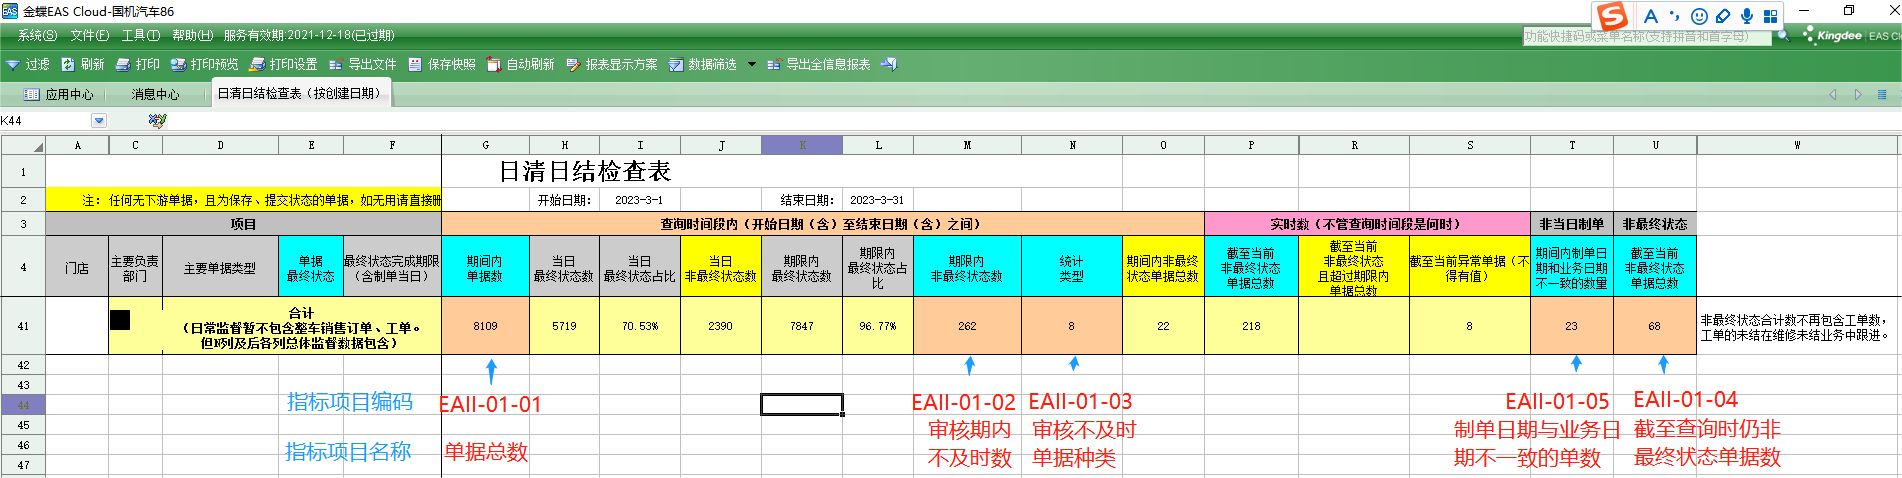 金蝶EAS Cloud-国机汽车86
系统(S) 文件(F) 工具(T) 帮助(H) 服务有效期:2021-12-18(已过期)
功能快捷码或菜单名称(支持拼音和首字母)
Kingdee | EAS Cl
过滤 刷新 打印 打印预览 打印设置 导出文件 保存快照 自动刷新 报表显示方案 数据筛选 导出全信息报表
应用中心 消息中心 日清日结检查表（按创建日期）
K44
A C D E F G H I J K L M N O P R S T U W
1 日清日结检查表
2 注: 任何无下游单据，且为保存、提交状态的单据，如无用请直接删 开始日期: 2023-3-1 结束日期: 2023-3-31
3 项目 查询时间段内（开始日期（含）至结束日期（含）之间） 实时数（不管查询时间段是何时） 非当日制单 非最终状态
4
门店
主要负责
部门
主要单据类型
单据
最终状态
最终状态完成期限
（含制单当日）
期间内
单据数
当日
最终状态数
当日
最终状态占比
当日
非最终状态数
期限内
最终状态数
期限内
最终状态占
比
期限内
非最终状态数
统计
类型
期间内非最终
状态单据总数
截至当前
非最终状态
单据总数
截至当前
非最终状态
且超过期限内
单据总数
截至当前异常单据（不
得有值）
期间内制单日
期和业务日期
不一致的数量
截至当前
非最终状态
单据总数
41
合计
（日常监督暂不包含整车销售订单、工单。
但N列及后各列总体监督数据包含）
8109 5719 70.53% 2390 7847 96.77% 262 8 22 218 8 23 68
非最终状态合计数不再包含工单数，
工单的未结在维修未结业务中跟进。
42
43
44
45
46
47
指标项目编码 EAII-01-01 EAII-01-02 EAII-01-03 EAII-01-05 EAII-01-04
指标项目名称 单据总数
审核期内
不及时数
审核不及时
单据种类
制单日期与业务日
期不一致的单数
截至查询时仍非
最终状态单据数